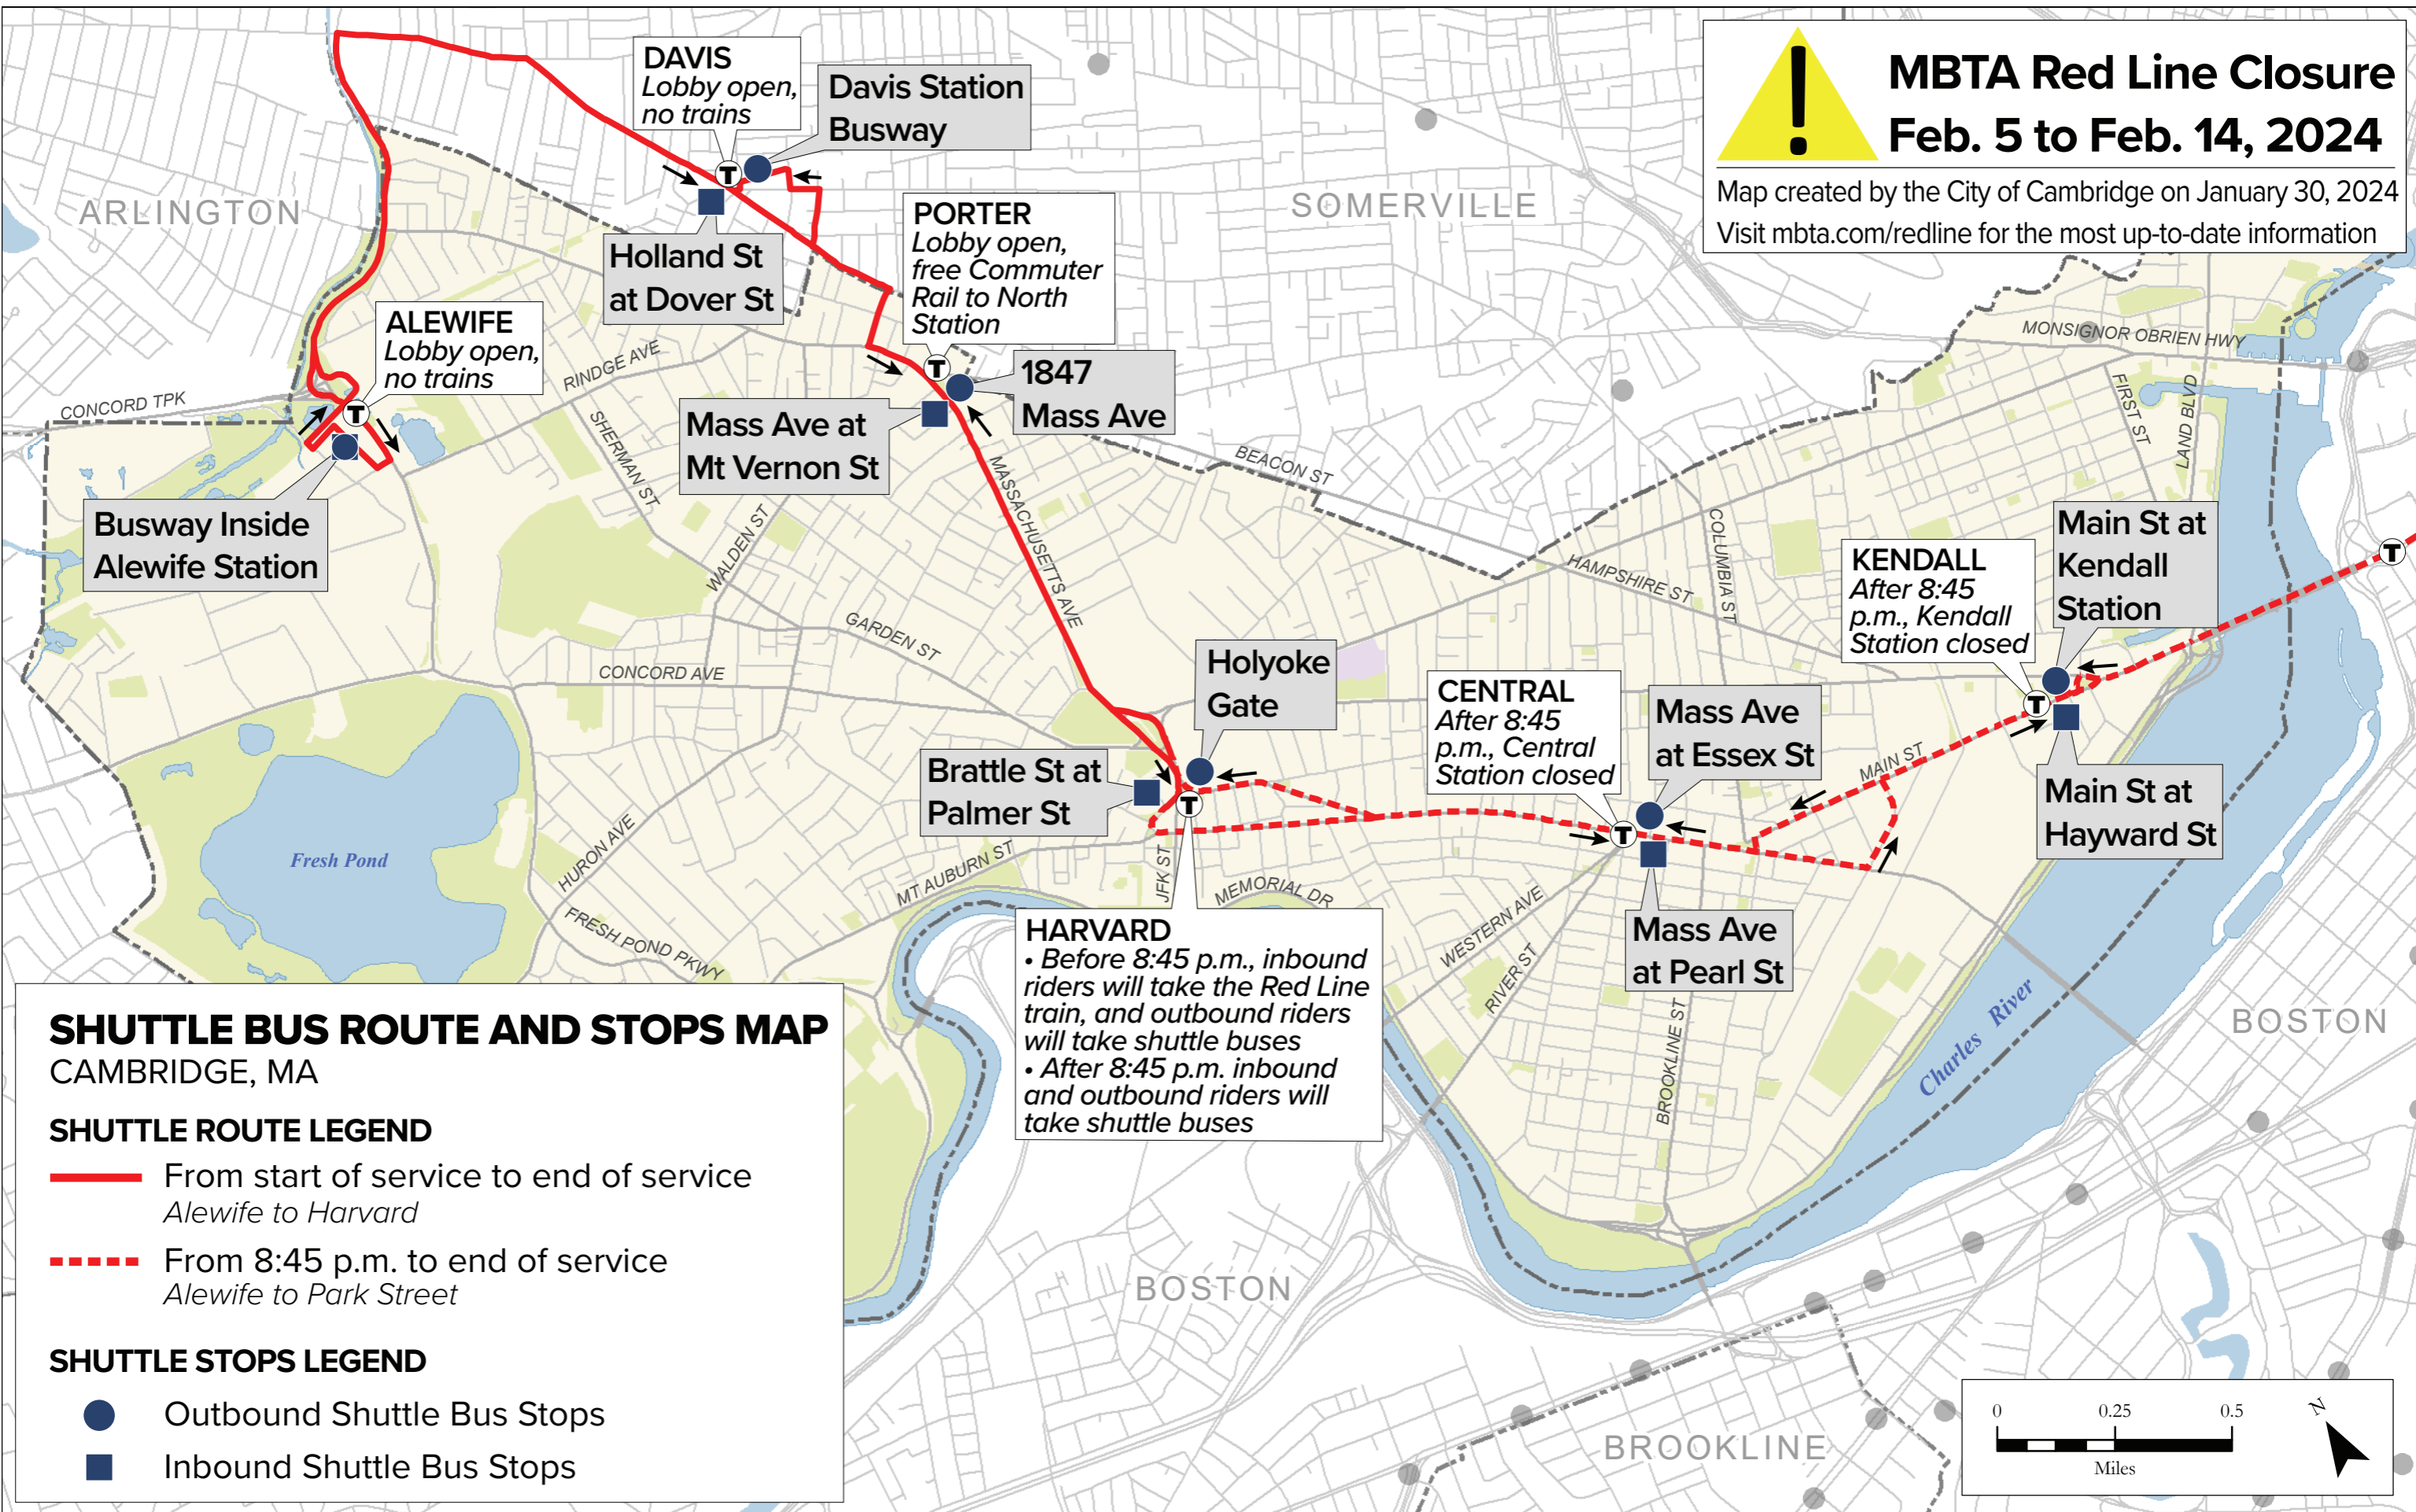 MBTA Red Line Closure
Feb. 5 to Feb. 14, 2024
Map created by the City of Cambridge on January 30, 2024
Visit mbta.com/redline for the most up-to-date information
DAVIS
Lobby open,
no trains
Davis Station
Busway
T
ARLINGTON
SOMERVILLE
Holland St
at Dover St
PORTER
Lobby open,
free Commuter
Rail to North
Station
T
ALEWIFE
Lobby open,
no trains
T
1847
Mass Ave
Mass Ave at
Mt Vernon St
Busway Inside
Alewife Station
CONCORD TPK
RINDGE AVE
SHERMAN ST
WALDEN ST
MASSACHUSETTS AVE
BEACON ST
MONSIGNOR OBRIEN HWY
FIRST ST
LAND BLVD
COLUMBIA ST
HAMPSHIRE ST
GARDEN ST
CONCORD AVE
KENDALL
After 8:45
p.m., Kendall
Station closed
T
Main St at
Kendall
Station
T
Holyoke
Gate
CENTRAL
After 8:45
p.m., Central
Station closed
T
Mass Ave
at Essex St
MAIN ST
Brattle St at
Palmer St
T
Main St at
Hayward St
Fresh Pond
HURON AVE
MT AUBURN ST
JFK ST
MEMORIAL DR
FRESH POND PKWY
WESTERN AVE
RIVER ST
BROOKLINE ST
Mass Ave
at Pearl St
HARVARD
• Before 8:45 p.m., inbound
riders will take the Red Line
train, and outbound riders
will take shuttle buses
• After 8:45 p.m. inbound
and outbound riders will
take shuttle buses
Charles River
BOSTON
BOSTON
BROOKLINE
SHUTTLE BUS ROUTE AND STOPS MAP
CAMBRIDGE, MA
SHUTTLE ROUTE LEGEND
From start of service to end of service
Alewife to Harvard
From 8:45 p.m. to end of service
Alewife to Park Street
SHUTTLE STOPS LEGEND
Outbound Shuttle Bus Stops
Inbound Shuttle Bus Stops
0 0.25 0.5
Miles
N